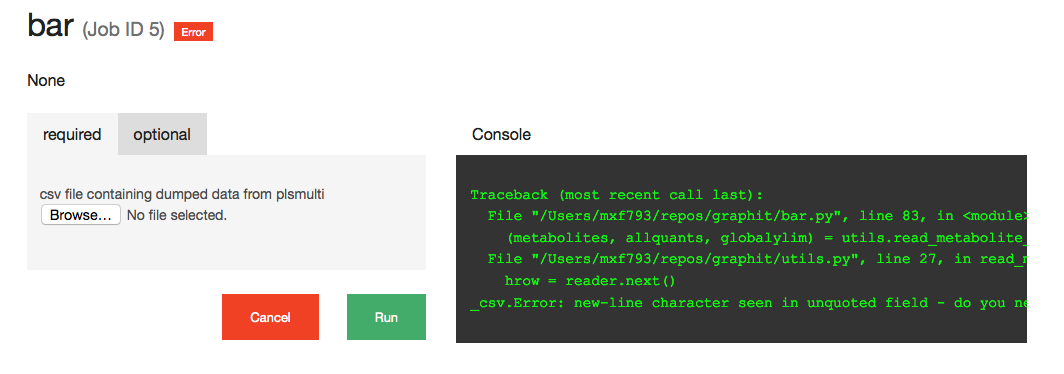 bar (Job ID 5) Error
None
required optional
csv file containing dumped data from plsmulti
Browse... No file selected.
Cancel Run
Console
Traceback (most recent call last):
File "/Users/mxf793/repos/graphit/bar.py", line 83, in <module>
(metabolites, allquants, globalylim) = utils.read_metabolite_
File "/Users/mxf793/repos/graphit/utils.py", line 27, in read_m
hrow = reader.next()
_csv.Error: new-line character seen in unquoted field - do you ne